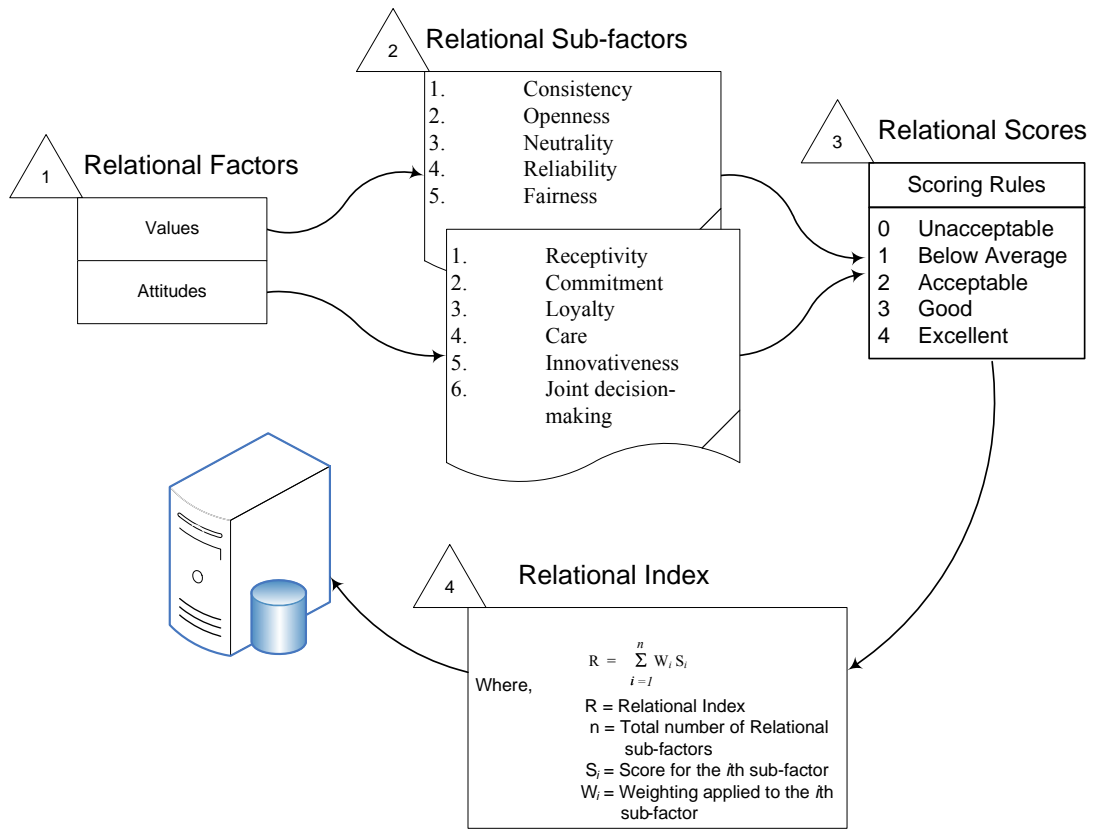 1
Relational Factors
Values
Attitudes
2
Relational Sub-factors
1. Consistency
2. Openness
3. Neutrality
4. Reliability
5. Fairness
1. Receptivity
2. Commitment
3. Loyalty
4. Care
5. Innovativeness
6. Joint decision-
making
3
Relational Scores
Scoring Rules
0 Unacceptable
1 Below Average
2 Acceptable
3 Good
4 Excellent
4
Relational Index
n
R = Σ Wi Si
i =1
Where,
R = Relational Index
n = Total number of Relational
sub-factors
Si = Score for the ith sub-factor
Wi = Weighting applied to the ith
sub-factor